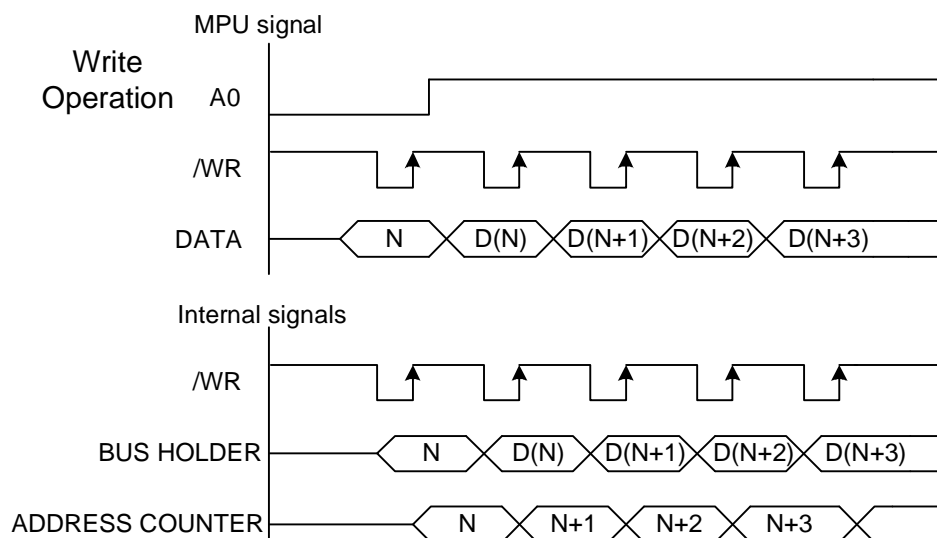 MPU signal
Write
Operation
A0
/WR
DATA
N D(N) D(N+1) D(N+2) D(N+3)
Internal signals
/WR
BUS HOLDER N D(N) D(N+1) D(N+2) D(N+3)
ADDRESS COUNTER N N+1 N+2 N+3